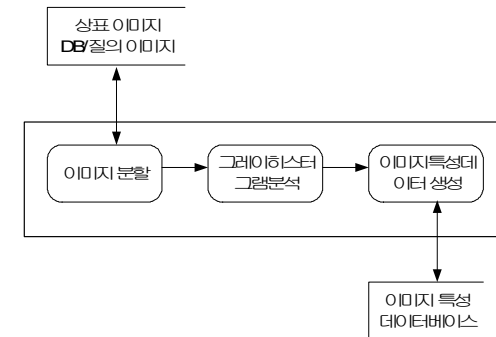 상표 이미지
DB/질의 이미지
이미지 분할
그레이히스터
그램분석
이미지특성데
이터 생성
이미지 특성
데이터베이스